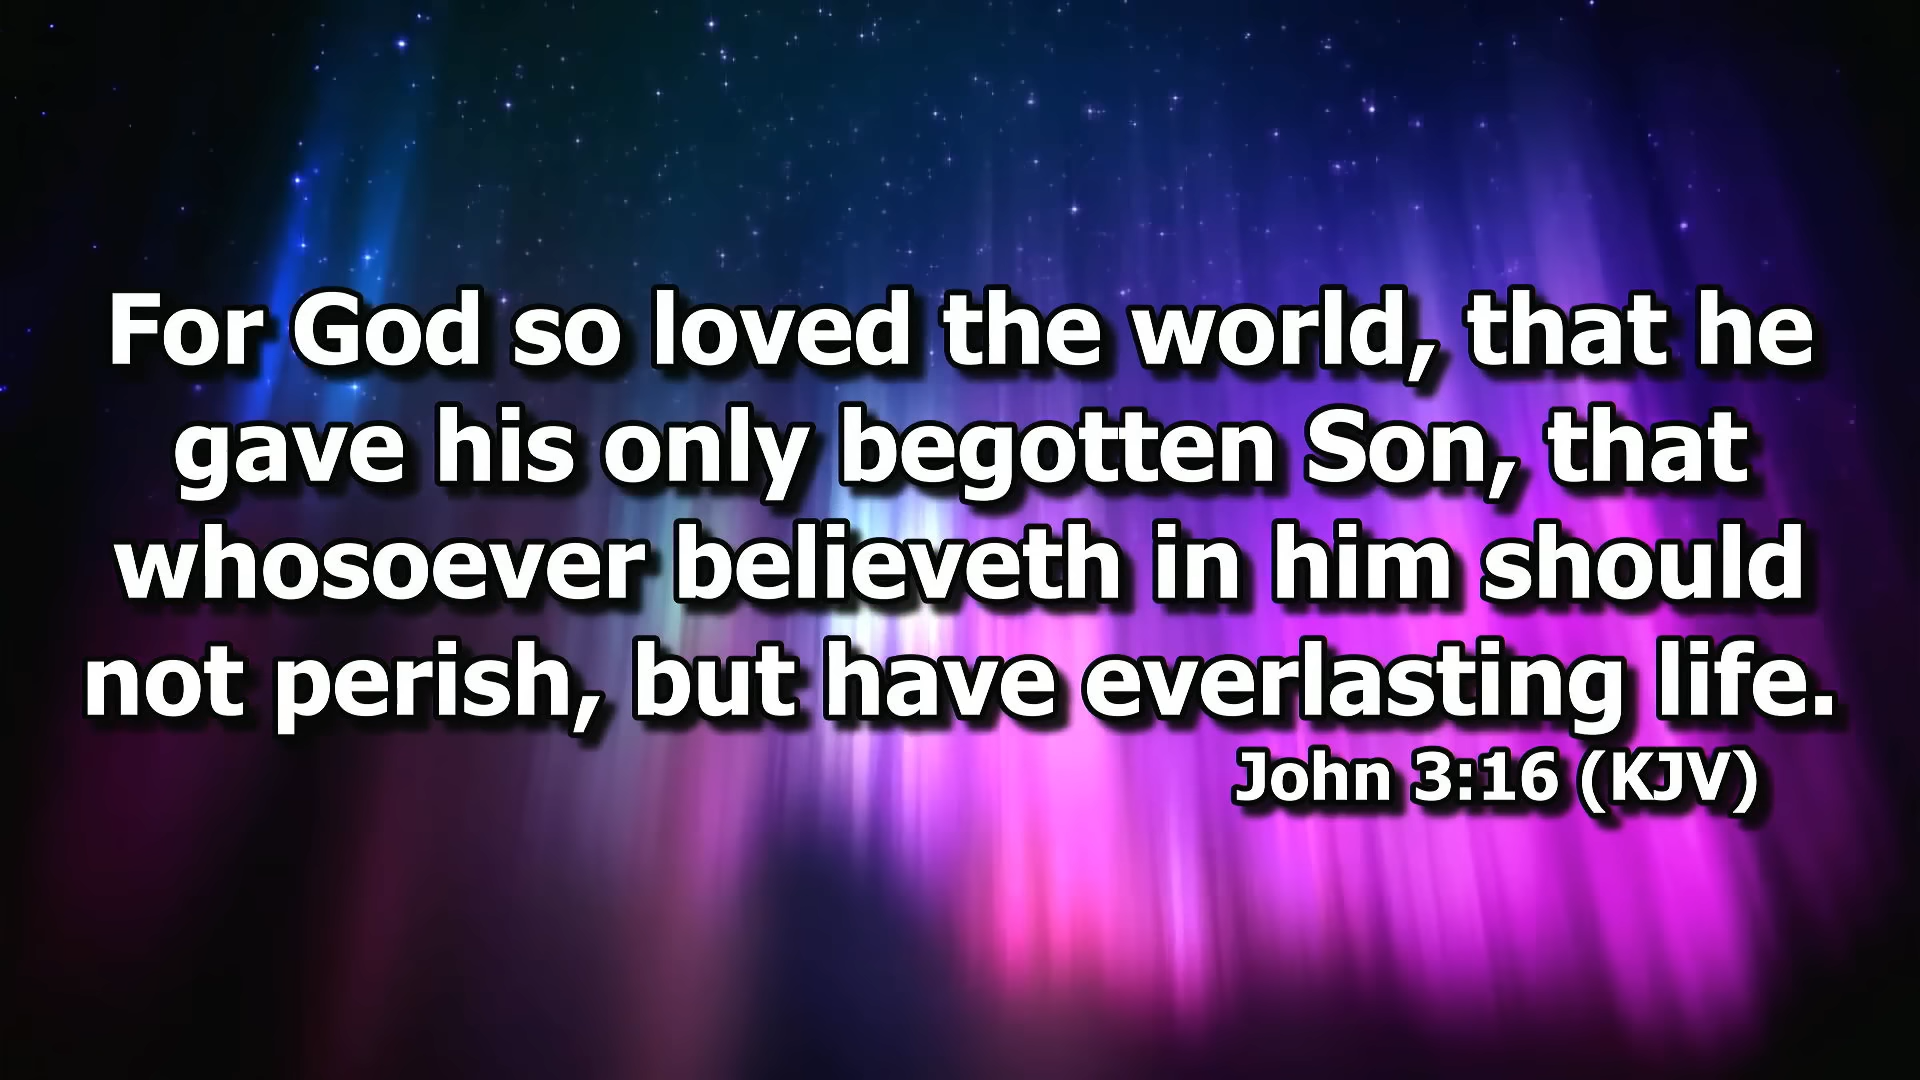 For God so loved the world, that he
gave his only begotten Son, that
whosoever believeth in him should
not perish, but have everlasting life.
John 3:16 (KJV)